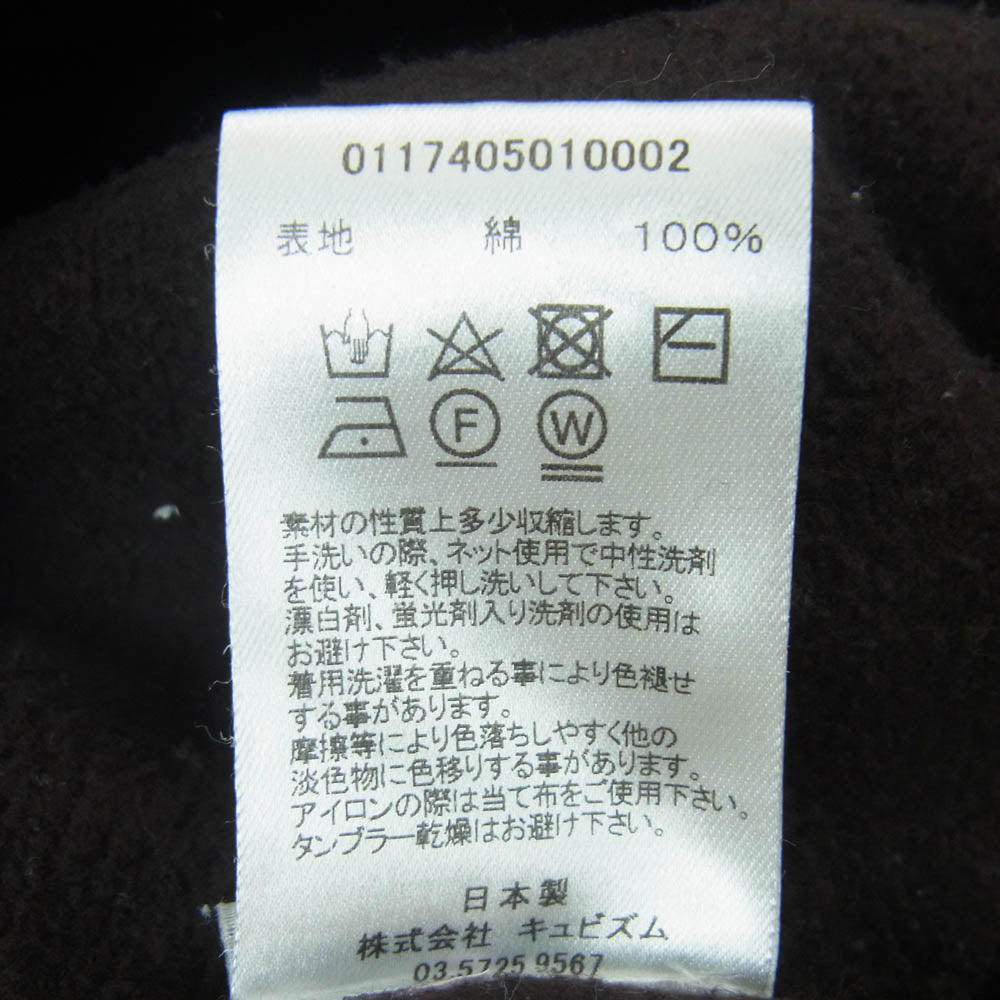 0117405010002
表地 綿 100%
F W
素材の性質上多少収縮します。
手洗いの際、ネット使用で中性洗剤
を使い、軽く押し洗いして下さい。
漂白剤、蛍光剤入り洗剤の使用は
お避け下さい。
着用洗濯を重ねる事により色褪せ
する事があります。
摩擦等により色落ちしやすく他の
淡色物に色移りする事があります。
アイロンの際は当て布をご使用下さい。
タンブラー乾燥はお避け下さい。
日本製
株式会社 キュビズム
03.5725.9567